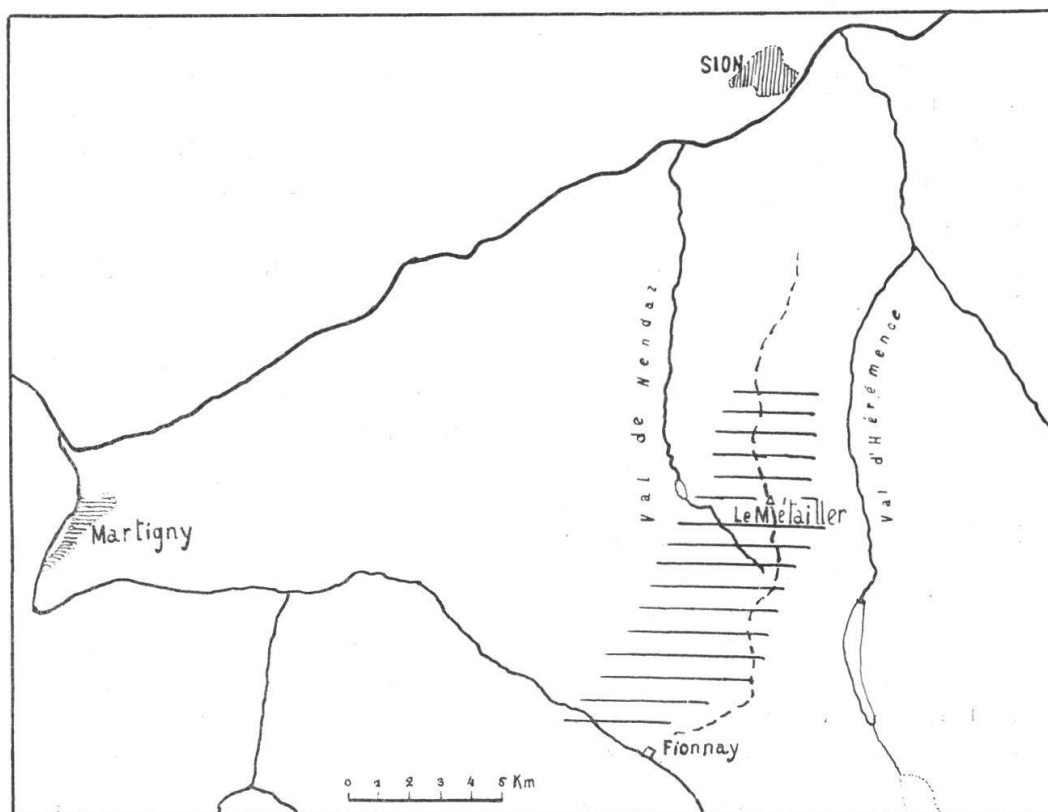 SION
Val de Nendaz
Val d'Hérémence
Le Métailler
Martigny
Fionnay
0 1 2 3 4 5 Km